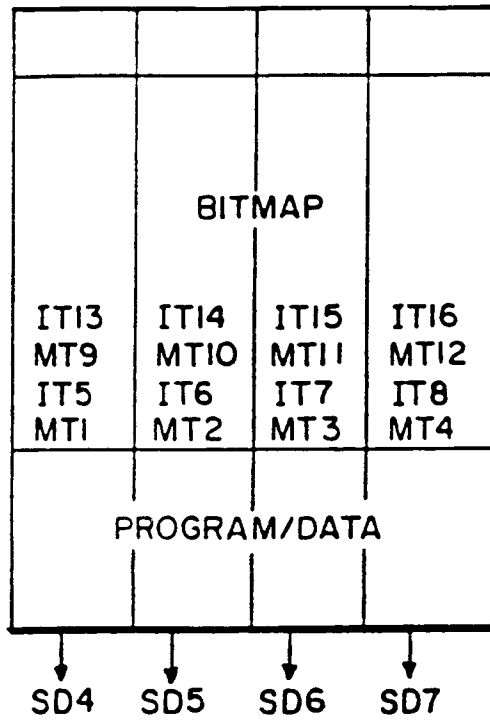 BITMAP
IT13 IT14 IT15 IT16
MT9 MT10 MT11 MT12
IT5 IT6 IT7 IT8
MT1 MT2 MT3 MT4
PROGRAM/DATA
SD4 SD5 SD6 SD7